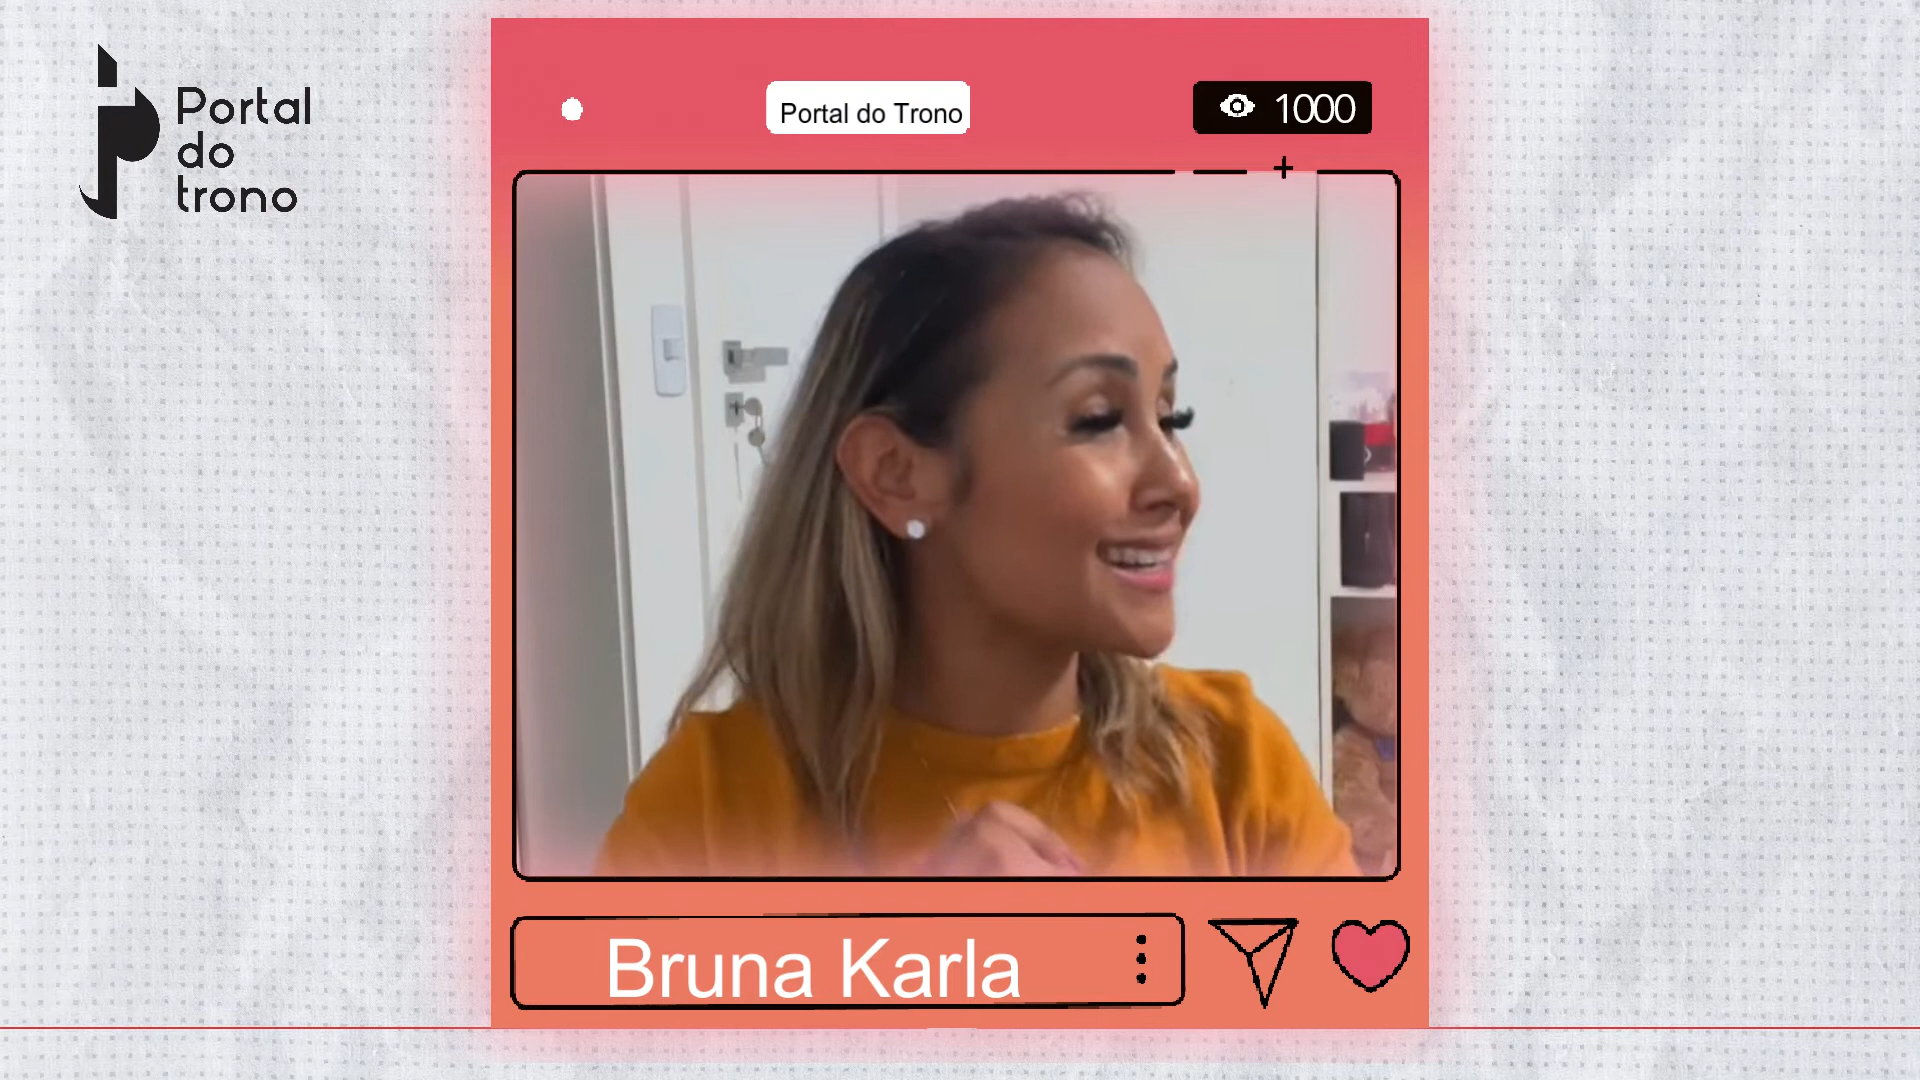 Portal
do
trono
Portal do Trono
1000
Bruna Karla